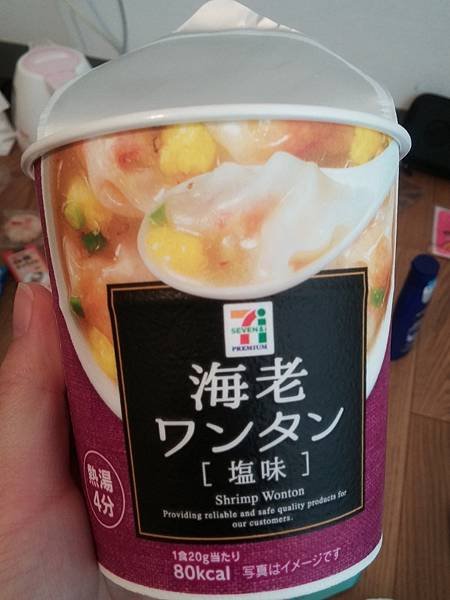 7
SEVEN&i
PREMIUM
海老
ワンタン
[塩味]
Shrimp Wonton
Providing reliable and safe quality products for
our customers.
熱湯
4分
1食20g当たり
80kcal 写真はイメージです